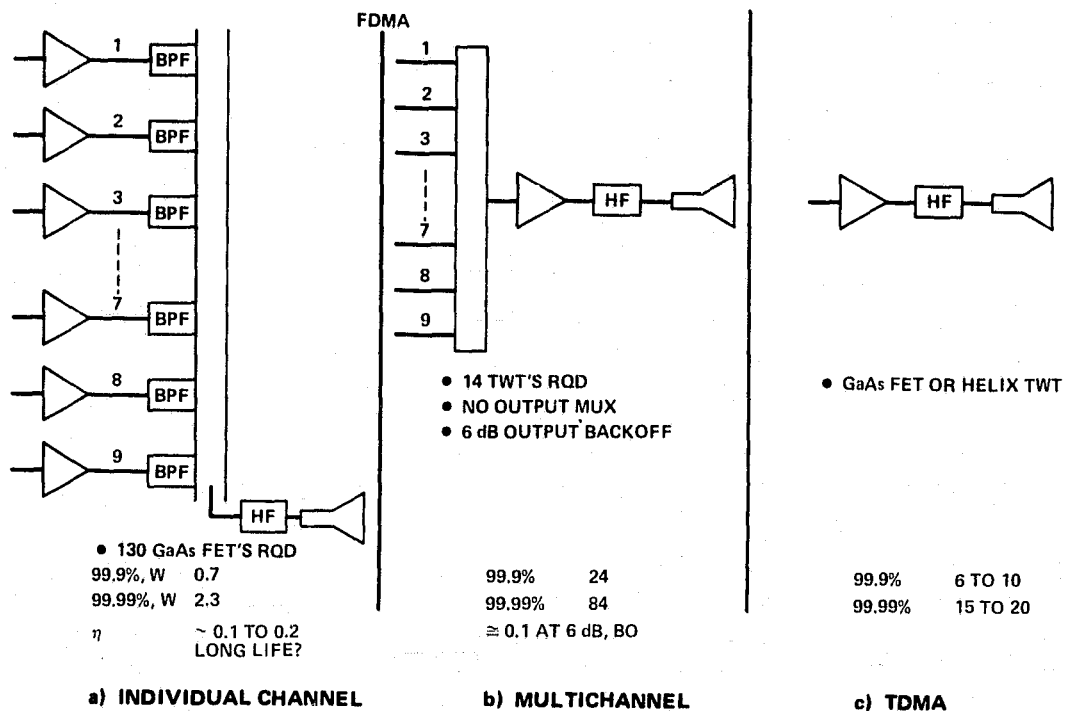 FDMA
1
BPF
2
BPF
3
BPF
7
BPF
8
BPF
9
BPF
HF
● 130 GaAs FET'S RQD
99.9%, W 0.7
99.99%, W 2.3
η ~ 0.1 TO 0.2
LONG LIFE?
a) INDIVIDUAL CHANNEL
1
2
3
7
8
9
HF
● 14 TWT'S RQD
● NO OUTPUT MUX
● 6 dB OUTPUT BACKOFF
99.9% 24
99.99% 84
≅ 0.1 AT 6 dB, BO
b) MULTICHANNEL
HF
● GaAs FET OR HELIX TWT
99.9% 6 TO 10
99.99% 15 TO 20
c) TDMA